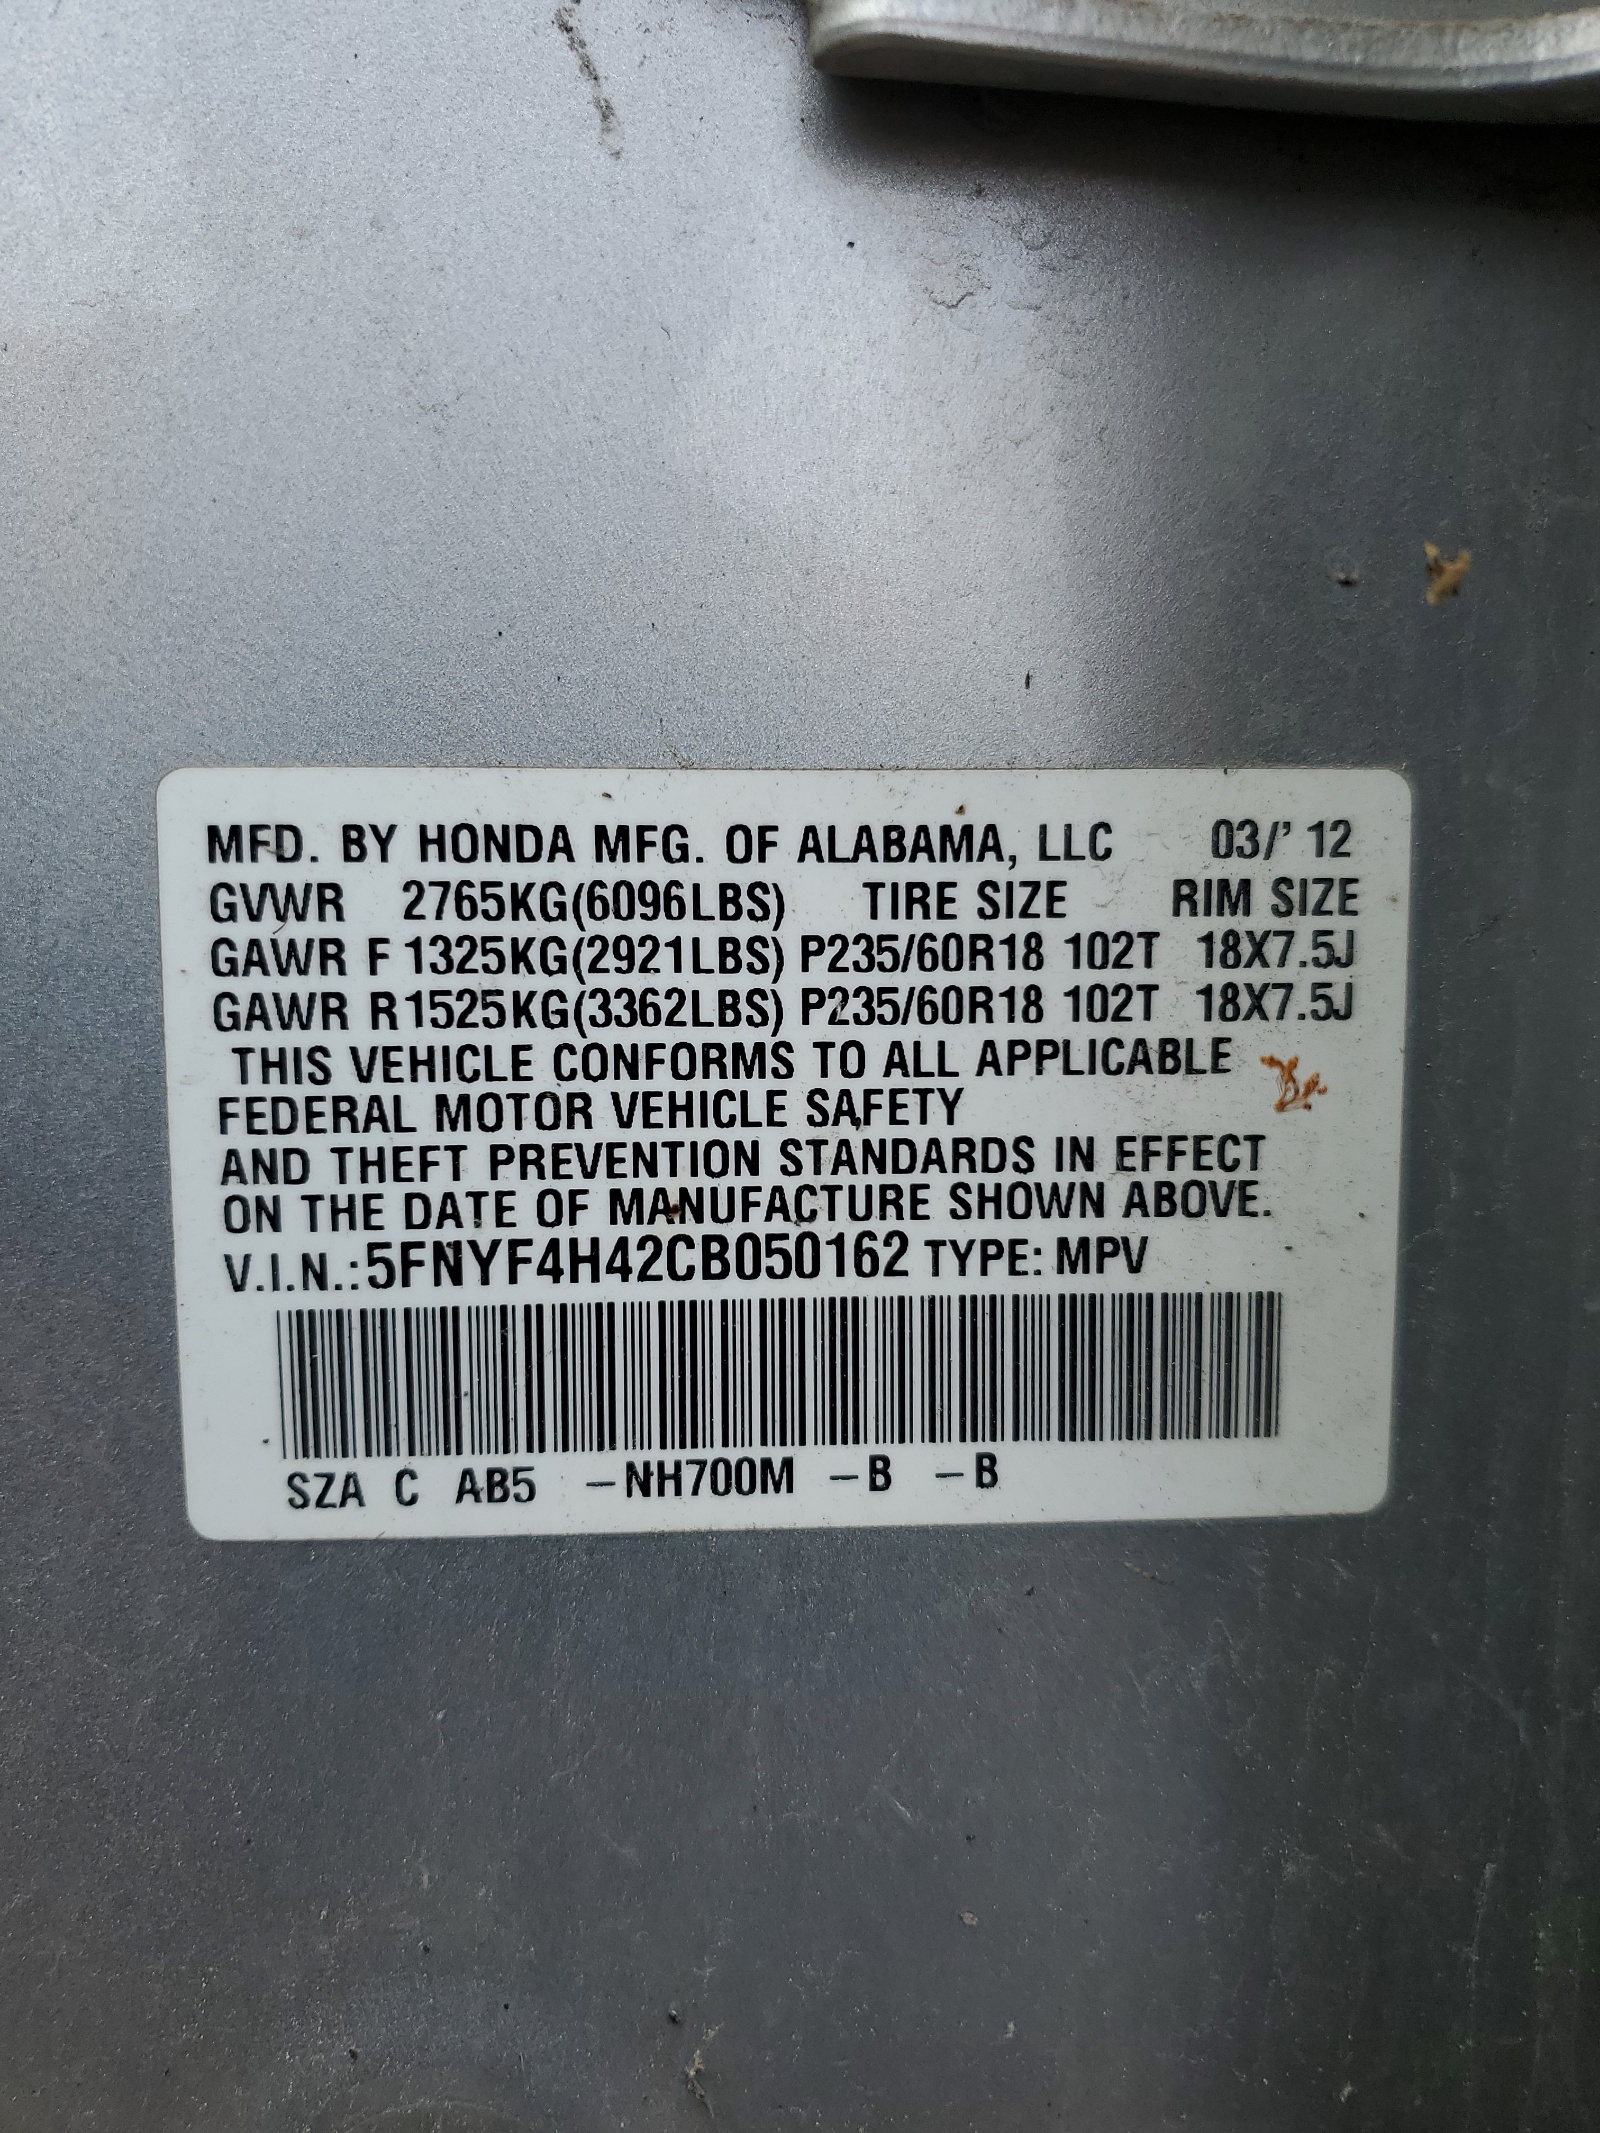 MFD. BY HONDA MFG. OF ALABAMA, LLC 03/' 12
GVWR 2765KG(6096LBS) TIRE SIZE RIM SIZE
GAWR F 1325KG(2921LBS) P235/60R18 102T 18X7.5J
GAWR R1525KG(3362LBS) P235/60R18 102T 18X7.5J
THIS VEHICLE CONFORMS TO ALL APPLICABLE
FEDERAL MOTOR VEHICLE SAFETY
AND THEFT PREVENTION STANDARDS IN EFFECT
ON THE DATE OF MANUFACTURE SHOWN ABOVE.
V.I.N.:5FNYF4H42CB050162 TYPE: MPV
SZA C AB5 –NH700M –B –B